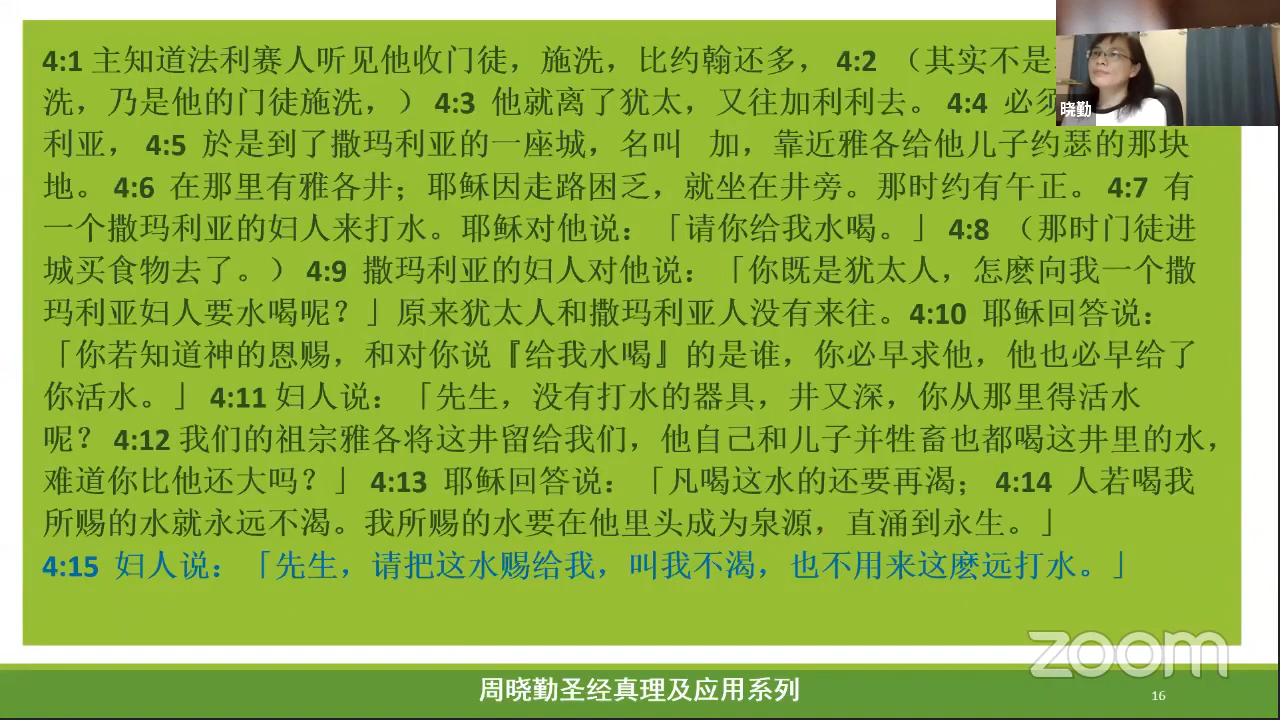 4:1 主知道法利赛人听见他收门徒，施洗，比约翰还多， 4:2 （其实不是
洗，乃是他的门徒施洗，）4:3 他就离了犹太，又往加利利去。4:4 必须
利亚， 4:5 於是到了撒玛利亚的一座城，名叫 加，靠近雅各给他儿子约瑟的那块
地。 4:6 在那里有雅各井；耶稣因走路困乏，就坐在井旁。那时约有午正。4:7 有
一个撒玛利亚的妇人来打水。耶稣对他说：「请你给我水喝。」 4:8 （那时门徒进
城买食物去了。）4:9 撒玛利亚的妇人对他说：「你既是犹太人，怎麽向我一个撒
玛利亚妇人要水喝呢？」原来犹太人和撒玛利亚人没有来往。4:10 耶稣回答说：
「你若知道神的恩赐，和对你说『给我水喝』的是谁，你必早求他，他也必早给了
你活水。」 4:11 妇人说：「先生，没有打水的器具，井又深，你从那里得活水
呢？ 4:12 我们的祖宗雅各将这井留给我们，他自己和儿子并牲畜也都喝这井里的水，
难道你比他还大吗？」 4:13 耶稣回答说：「凡喝这水的还要再渴； 4:14 人若喝我
所赐的水就永远不渴。我所赐的水要在他里头成为泉源，直涌到永生。」
4:15 妇人说：「先生，请把这水赐给我，叫我不渴，也不用来这麽远打水。」
晓勤
zoom
周晓勤圣经真理及应用系列
16